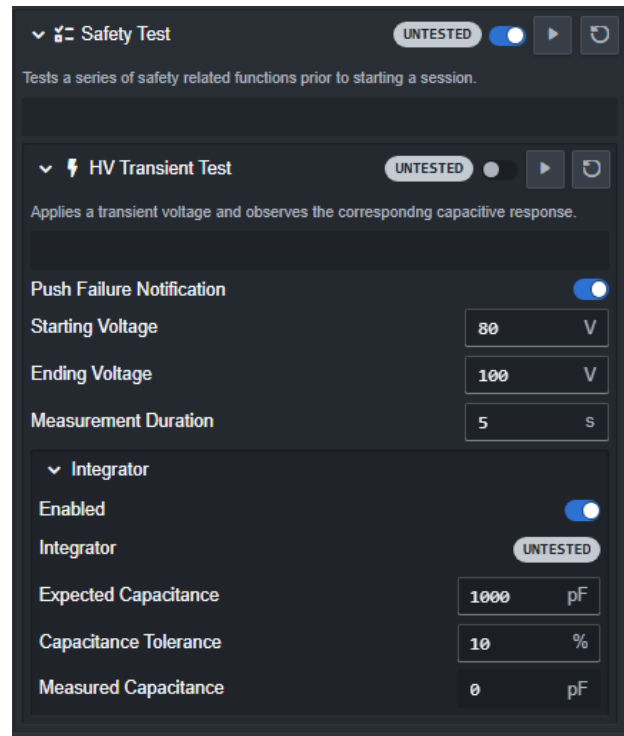 Safety Test UNTESTED
Tests a series of safety related functions prior to starting a session.
HV Transient Test UNTESTED
Applies a transient voltage and observes the correspondng capacitive response.
Push Failure Notification
Starting Voltage 80 V
Ending Voltage 100 V
Measurement Duration 5 s
Integrator
Enabled
Integrator UNTESTED
Expected Capacitance 1000 pF
Capacitance Tolerance 10 %
Measured Capacitance 0 pF